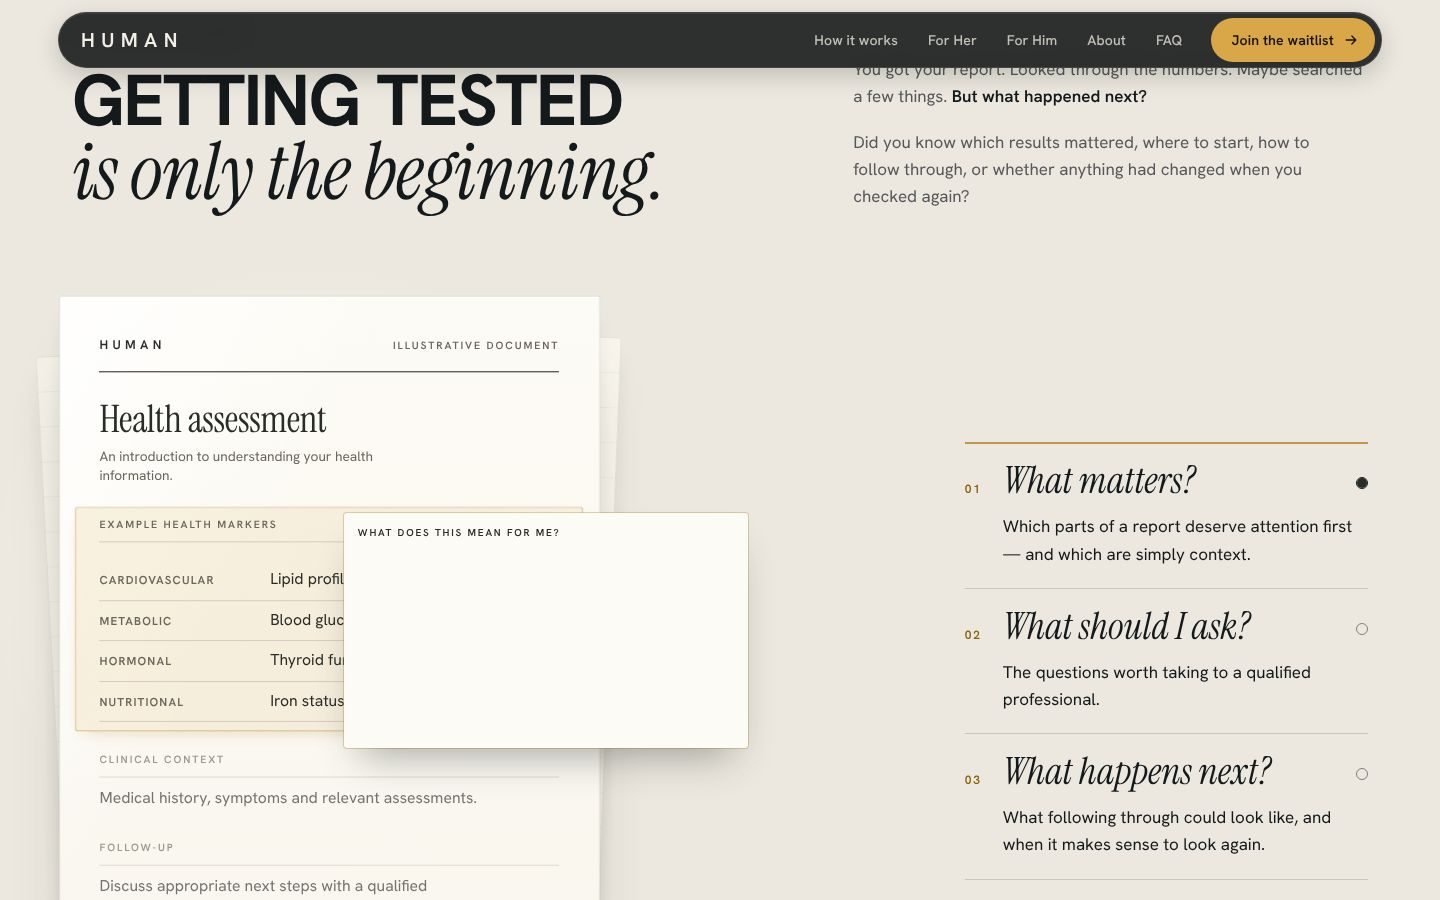 HUMAN
How it works
For Her
For Him
About
FAQ
Join the waitlist →
GETTING TESTED
is only the beginning.
You got your report. Looked through the numbers. Maybe searched
a few things. But what happened next?
Did you know which results mattered, where to start, how to
follow through, or whether anything had changed when you
checked again?
HUMAN
ILLUSTRATIVE DOCUMENT
Health assessment
An introduction to understanding your health
information.
EXAMPLE HEALTH MARKERS
CARDIOVASCULAR
Lipid profil
METABOLIC
Blood gluc
HORMONAL
Thyroid fu
NUTRITIONAL
Iron status
WHAT DOES THIS MEAN FOR ME?
CLINICAL CONTEXT
Medical history, symptoms and relevant assessments.
FOLLOW-UP
Discuss appropriate next steps with a qualified
01
What matters?
Which parts of a report deserve attention first
— and which are simply context.
02
What should I ask?
The questions worth taking to a qualified
professional.
03
What happens next?
What following through could look like, and
when it makes sense to look again.